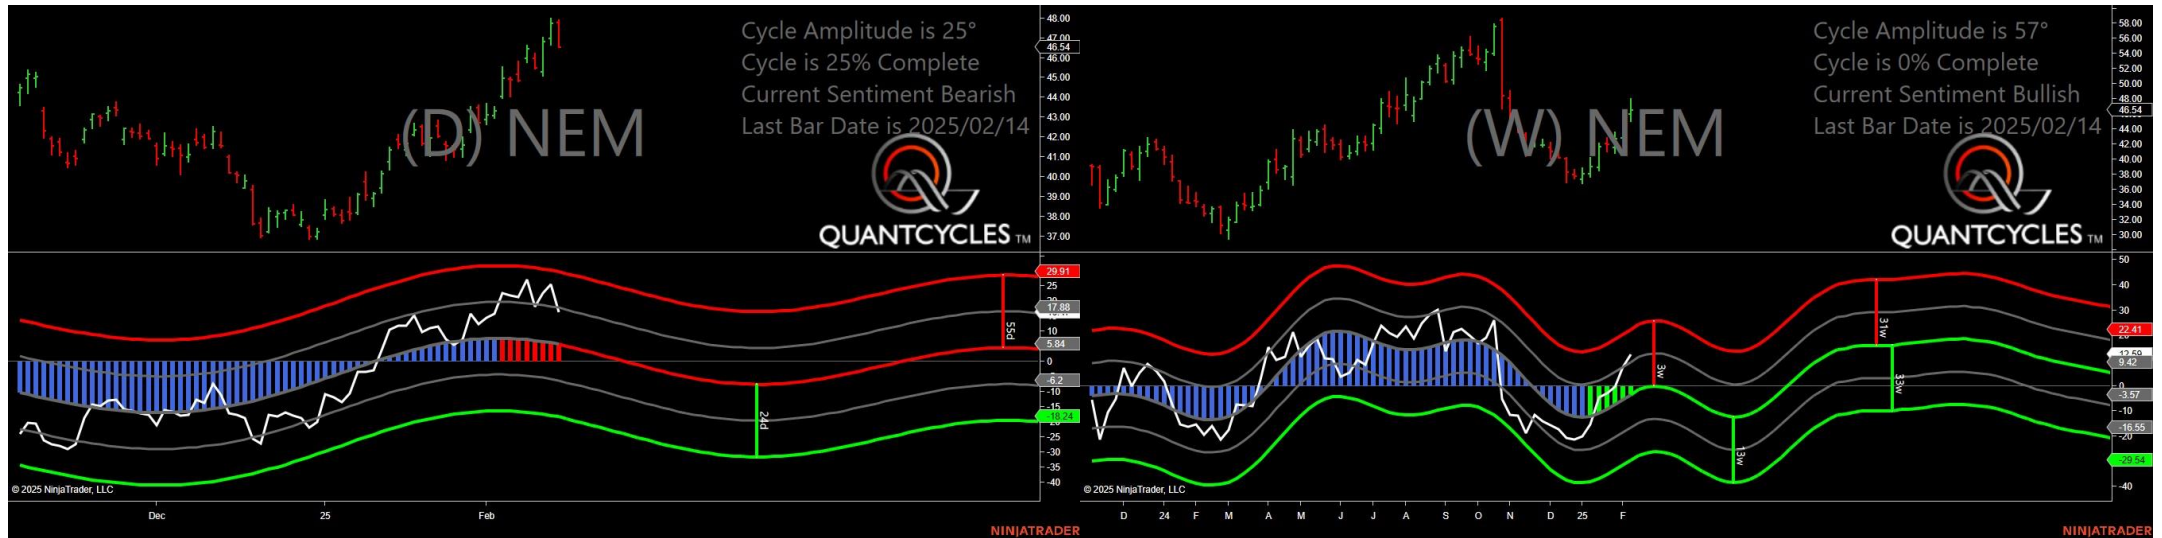 Cycle Amplitude is 25°
Cycle is 25% Complete
Current Sentiment Bearish
Last Bar Date is 2025/02/14
(D) NEM
QUANTCYCLES TM
48.00
47.00
46.54
46.00
45.00
44.00
43.00
42.00
41.00
40.00
39.00
38.00
37.00
29.91
25
17.88
10
5.84
0
-6.2
-10
-15
-18.24
-20
-25
-30
-35
-40
55d
24d
© 2025 NinjaTrader, LLC
Dec
25
Feb
NINJATRADER
Cycle Amplitude is 57°
Cycle is 0% Complete
Current Sentiment Bullish
Last Bar Date is 2025/02/14
(W) NEM
QUANTCYCLES TM
58.00
56.00
54.00
52.00
50.00
48.00
46.54
44.00
42.00
40.00
38.00
36.00
34.00
32.00
30.00
50
40
30
22.41
12.59
9.42
0
-3.57
-10
-16.55
-20
-29.54
-40
3w
13w
31w
33w
© 2025 NinjaTrader, LLC
D
24
F
M
A
M
J
J
A
S
O
N
D
25
F
NINJATRADER